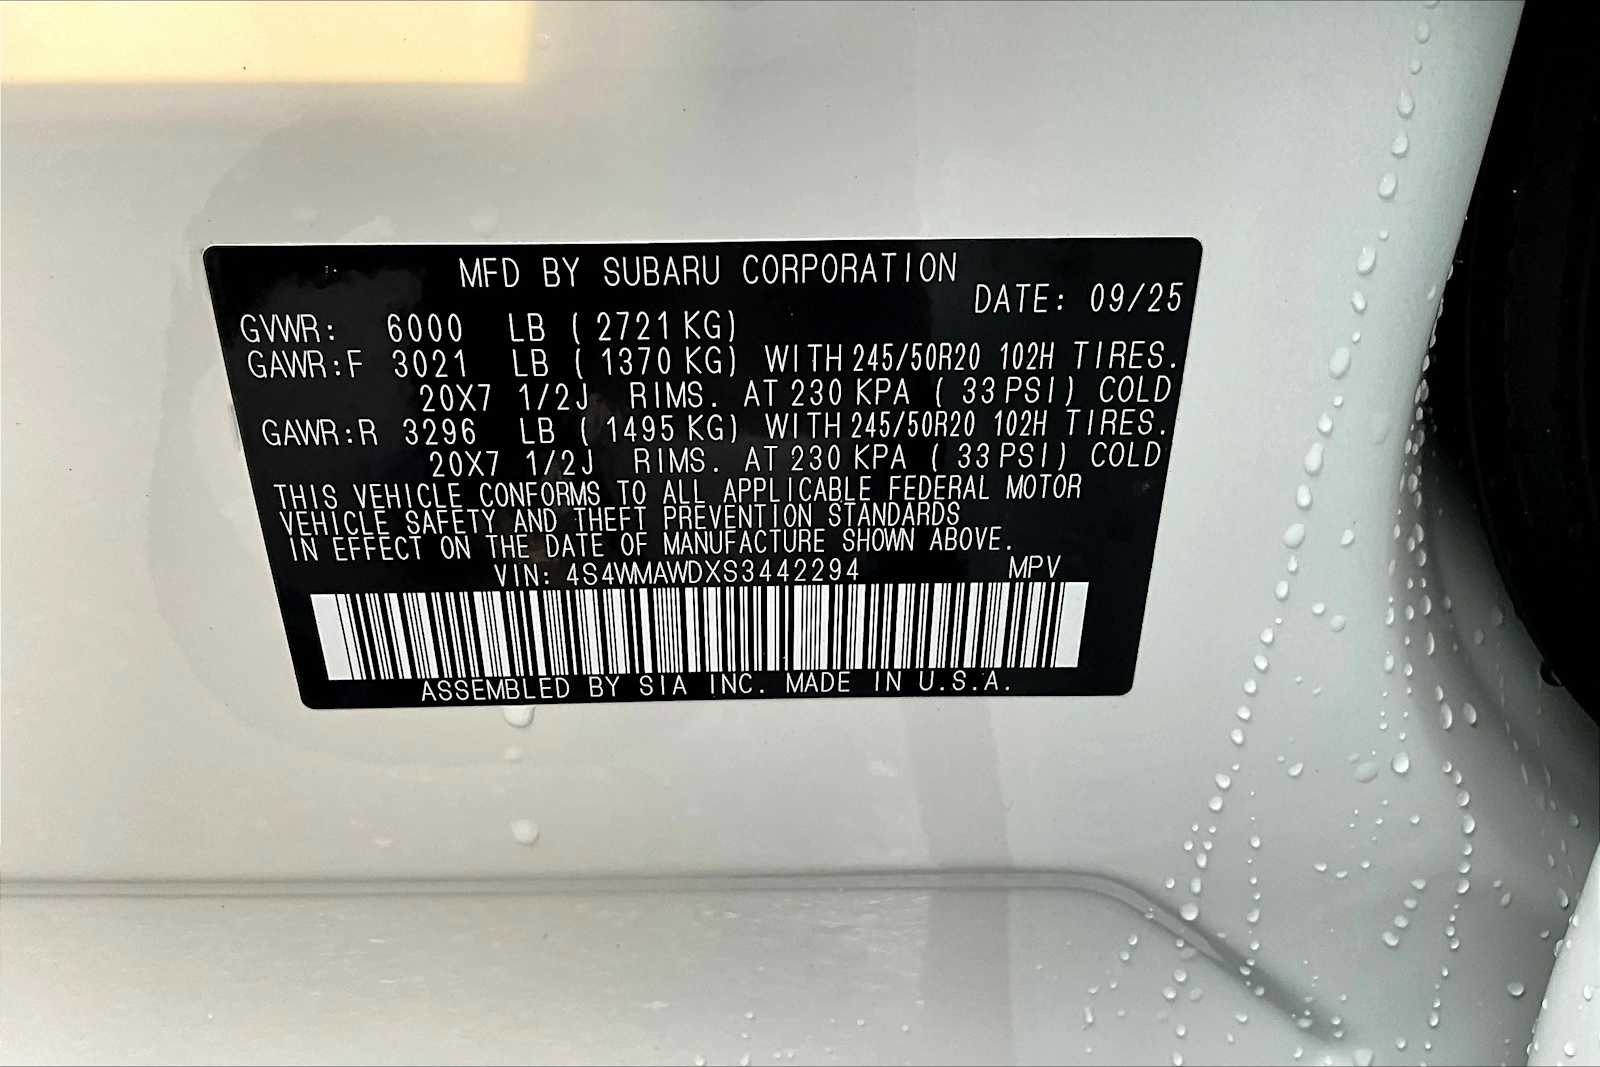 MFD BY SUBARU CORPORATION
DATE: 09/25
GVWR: 6000 LB ( 2721 KG)
GAWR:F 3021 LB ( 1370 KG) WITH 245/50R20 102H TIRES.
20X7 1/2J RIMS. AT 230 KPA ( 33 PSI) COLD
GAWR:R 3296 LB ( 1495 KG) WITH 245/50R20 102H TIRES.
20X7 1/2J RIMS. AT 230 KPA ( 33 PSI) COLD
THIS VEHICLE CONFORMS TO ALL APPLICABLE FEDERAL MOTOR
VEHICLE SAFETY AND THEFT PREVENTION STANDARDS
IN EFFECT ON THE DATE OF MANUFACTURE SHOWN ABOVE.
VIN: 4S4WMAWDXS3442294 MPV
ASSEMBLED BY SIA INC. MADE IN U.S.A.